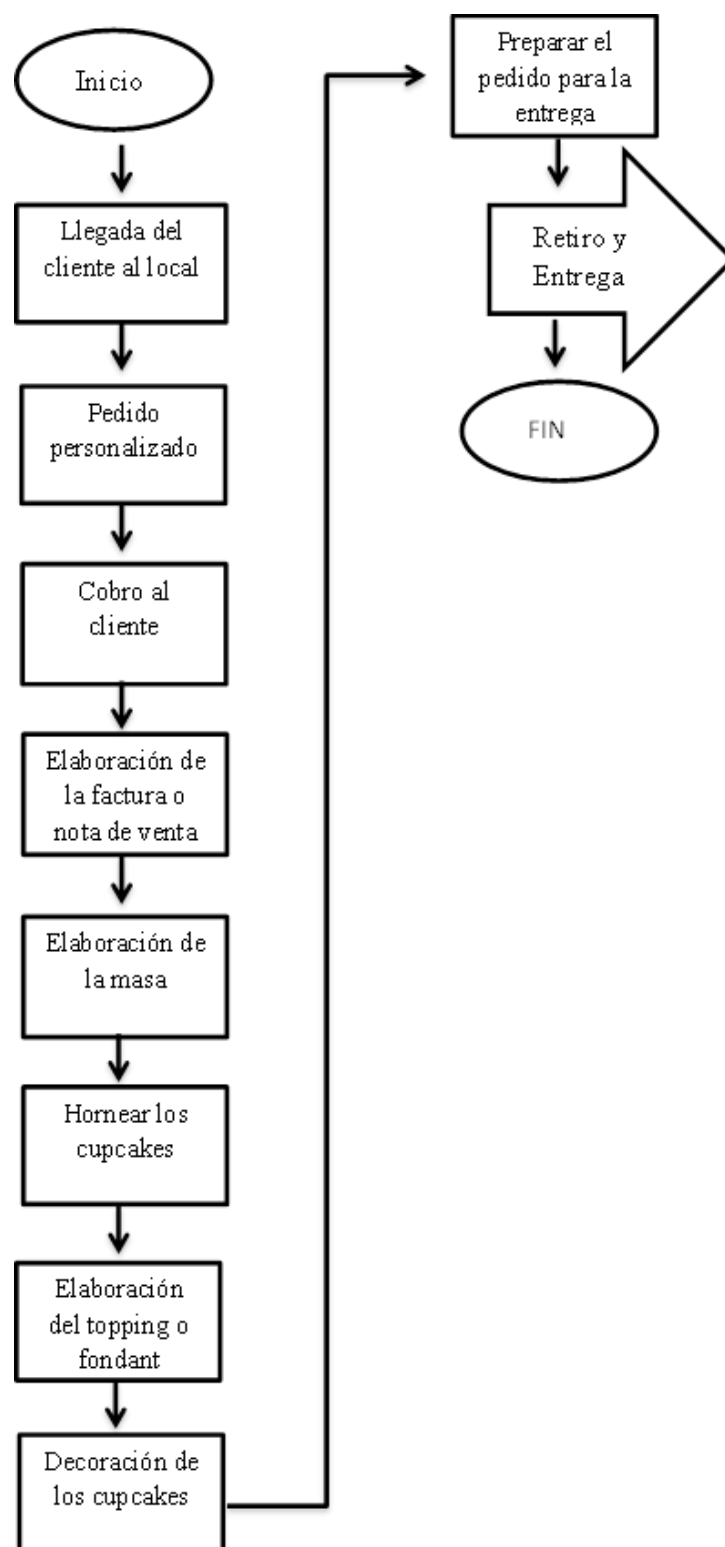 Inicio
Llegada del
cliente al local
Pedido
personalizado
Cobro al
cliente
Elaboración de
la factura o
nota de venta
Elaboración de
la masa
Hornear los
cupcakes
Elaboración
del topping o
fondant
Decoración de
los cupcakes
Preparar el
pedido para la
entrega
Retiro y
Entrega
FIN